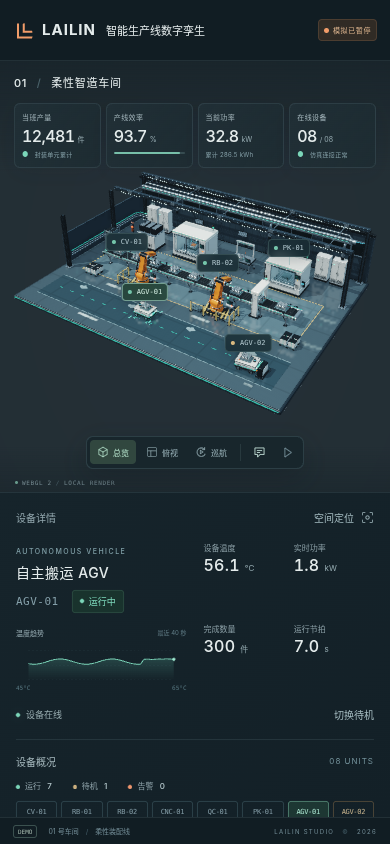 LAILIN 智能生产线数字孪生 模拟已暂停
01 / 柔性智造车间
当班产量 产线效率 当前功率 在线设备
12,481 件 93.7 % 32.8 kW 08 / 08
封装单元累计 累计 286.5 kWh 仿真连接正常
CV-01
PK-01
RB-02
AGV-01
AGV-02
总览 俯视 巡航
WEBGL 2 / LOCAL RENDER
设备详情 空间定位
AUTONOMOUS VEHICLE
自主搬运 AGV
AGV-01 运行中
设备温度 实时功率
56.1 °C 1.8 kW
完成数量 运行节拍
300 件 7.0 s
温度趋势 最近 40 秒
45°C 65°C
设备在线 切换待机
设备概况 08 UNITS
运行 7 待机 1 告警 0
CV-01 RB-01 RB-02 CNC-01 QC-01 PK-01 AGV-01 AGV-02
DEMO 01 号车间 / 柔性装配线 LAILIN STUDIO © 2026